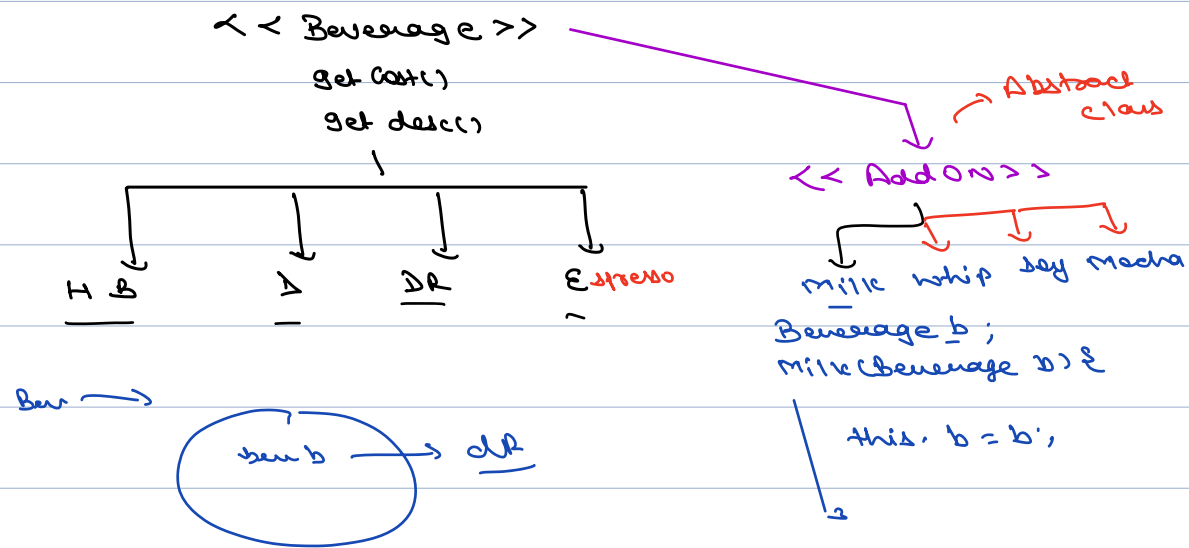 << Beverage >>
get Cost()
get desc()
Abstract class
<< AddON >>
H B D DR Espresso
Milk whip Soy Mocha
Beverage b ;
Milk(Beverage b) {
this. b = b ;
}
Bev
bev b
dR